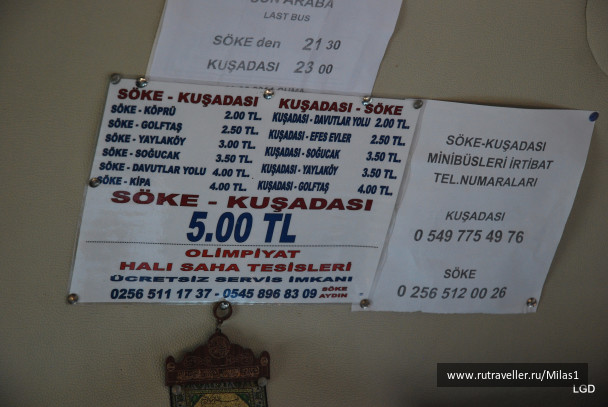 SON ARABA
LAST BUS
SÖKE den 21 30
KUŞADASI 23 00
SÖKE - KUŞADASI
SÖKE - KÖPRÜ 2.00 TL.
SÖKE - GOLFTAŞ 2.50 TL.
SÖKE - YAYLAKÖY 3.00 TL.
SÖKE - SOĞUCAK 3.50 TL.
SÖKE - DAVUTLAR YOLU 4.00 TL.
SÖKE - KİPA 4.00 TL.
KUŞADASI - SÖKE
KUŞADASI - DAVUTLAR YOLU 2.00 TL.
KUŞADASI - EFES EVLER 2.50 TL.
KUŞADASI - SOĞUCAK 3.50 TL.
KUŞADASI - YAYLAKÖY 3.50 TL.
KUŞADASI - GOLFTAŞ 4.00 TL.
SÖKE - KUŞADASI
5.00 TL
OLİMPİYAT
HALI SAHA TESİSLERİ
ÜCRETSİZ SERVİS İMKANI
0256 511 17 37 - 0545 896 83 09 SÖKE AYDIN
SÖKE-KUŞADASI
MİNİBÜSLERİ İRTİBAT
TEL.NUMARALARI
KUŞADASI
0 549 775 49 76
SÖKE
0 256 512 00 26
www.rutraveller.ru/Milas1
LGD